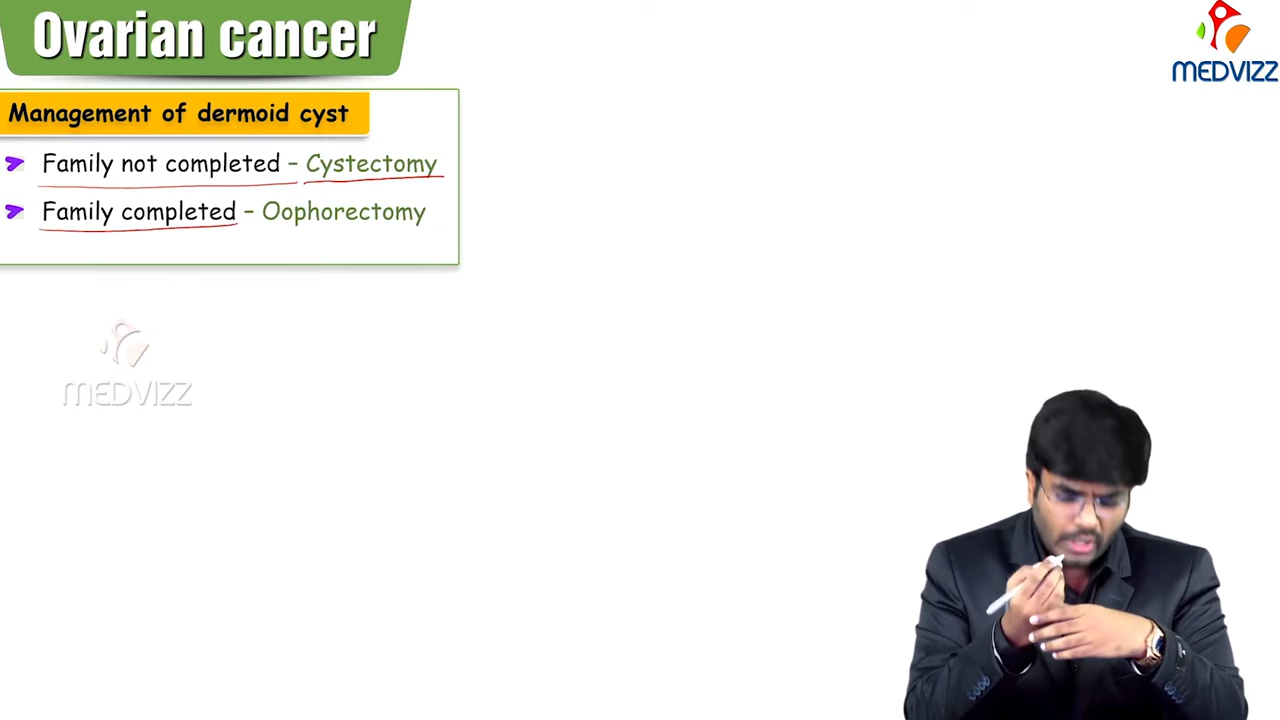 Ovarian cancer
MEDVIZZ
Management of dermoid cyst
Family not completed – Cystectomy
Family completed – Oophorectomy
MEDVIZZ